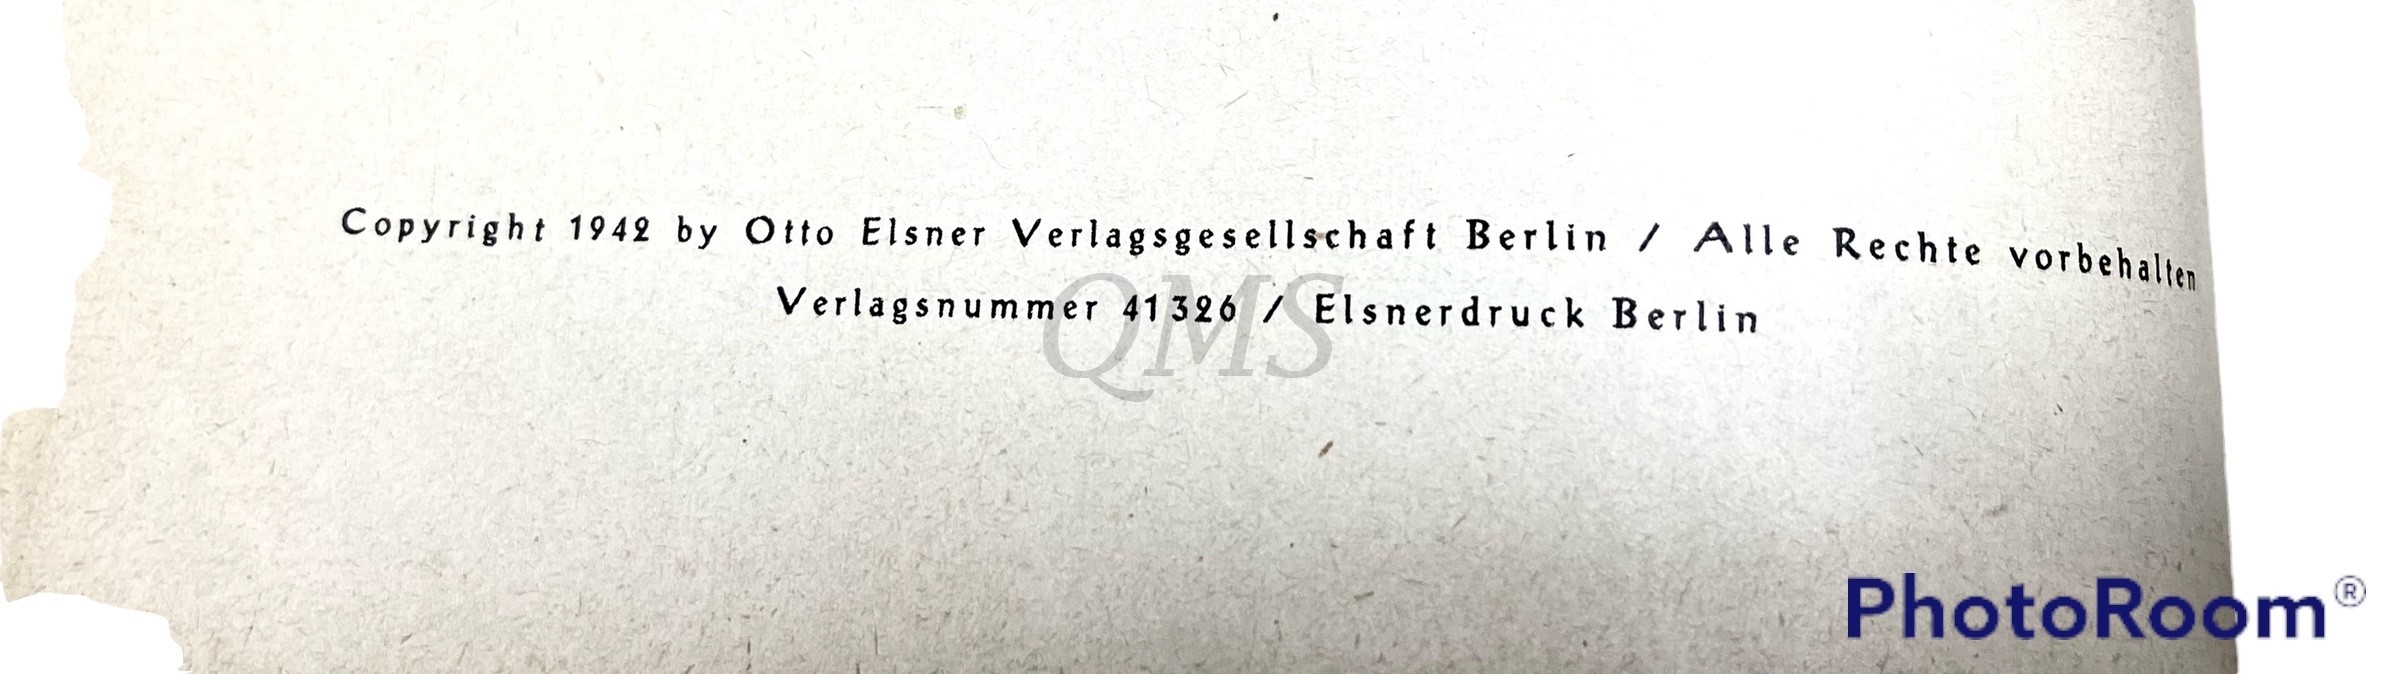 Copyright 1942 by Otto Elsner Verlagsgesellschaft Berlin / Alle Rechte vorbehalten
Verlagsnummer 41326 / Elsnerdruck Berlin
QMS
PhotoRoom®